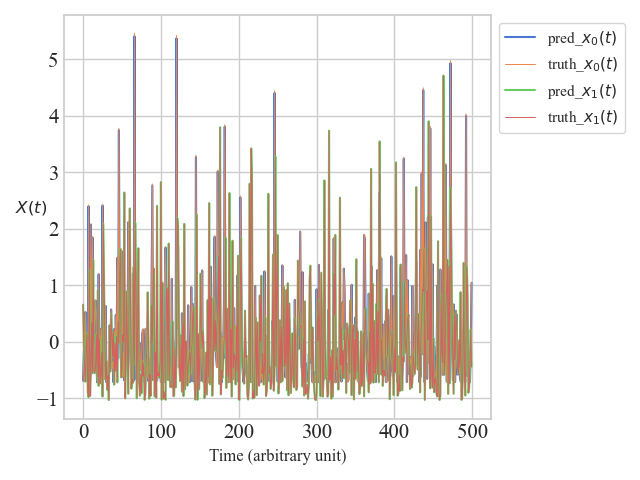 5
4
3
2
1
0
−1
X(t)
0
100
200
300
400
500
Time (arbitrary unit)
pred_x₀(t)
truth_x₀(t)
pred_x₁(t)
truth_x₁(t)